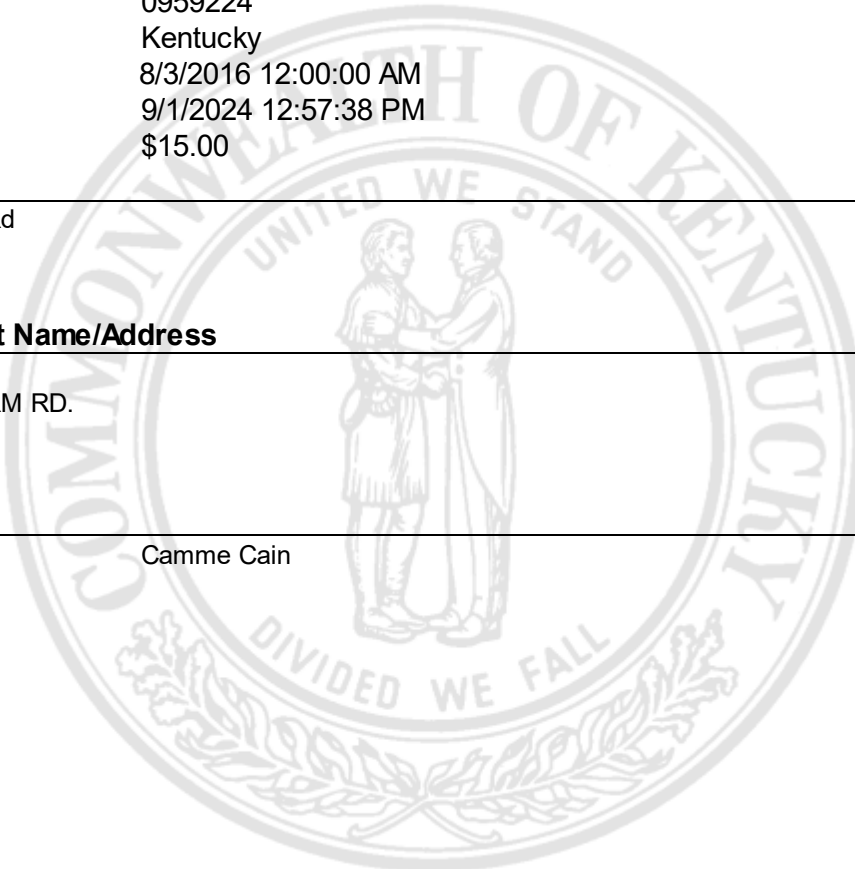 0959224
Kentucky
8/3/2016 12:00:00 AM
9/1/2024 12:57:38 PM
$15.00
COMMONWEALTH OF KENTUCKY
UNITED WE STAND
t Name/Address
RD.
Camme Cain
DIVIDED WE FALL